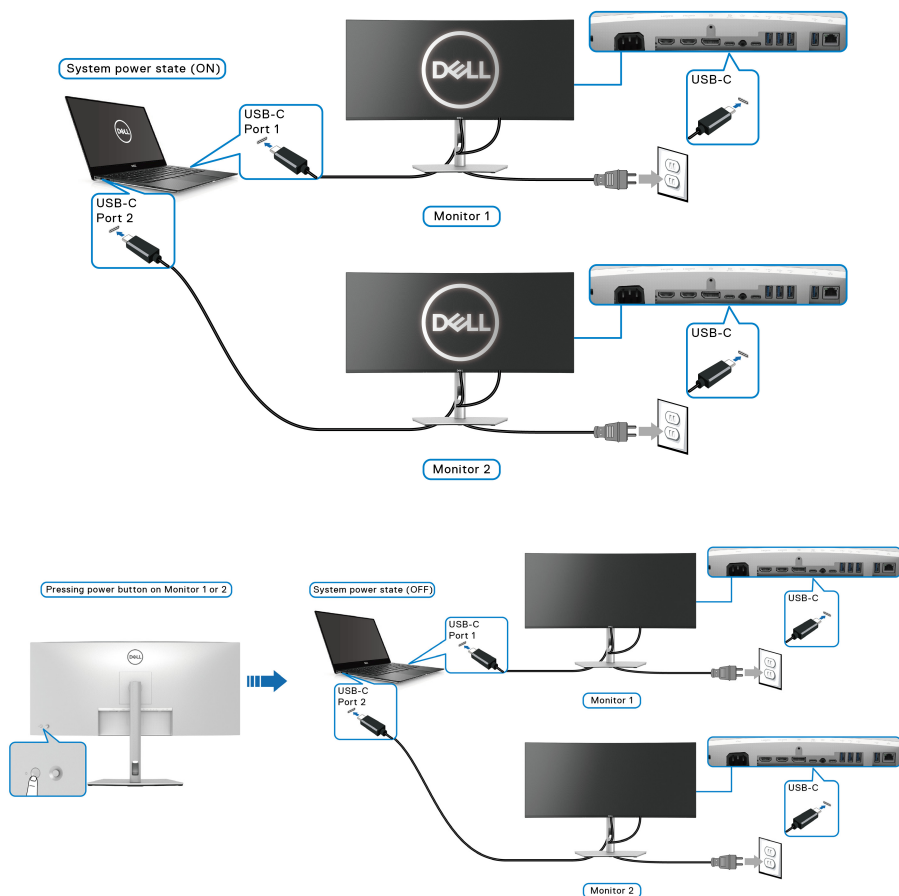 System power state (ON)
DELL
USB-C
Port 1
DELL
USB-C
Monitor 1
USB-C
Port 2
DELL
USB-C
Monitor 2
Pressing power button on Monitor 1 or 2
DELL
System power state (OFF)
USB-C
Port 1
USB-C
Monitor 1
USB-C
Port 2
USB-C
Monitor 2